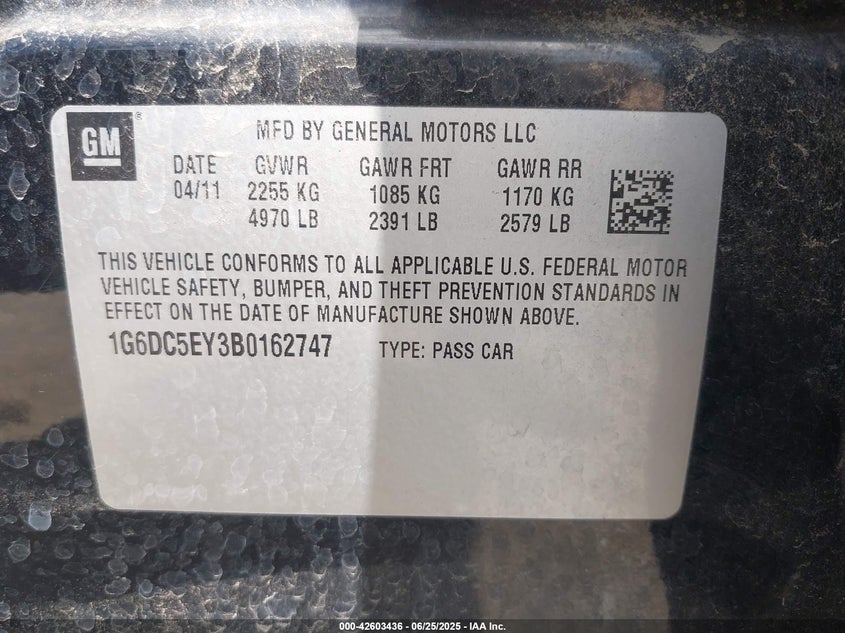 GM ® MFD BY GENERAL MOTORS LLC
DATE GVWR GAWR FRT GAWR RR
04/11 2255 KG 1085 KG 1170 KG
4970 LB 2391 LB 2579 LB
THIS VEHICLE CONFORMS TO ALL APPLICABLE U.S. FEDERAL MOTOR
VEHICLE SAFETY, BUMPER, AND THEFT PREVENTION STANDARDS IN
EFFECT ON THE DATE OF MANUFACTURE SHOWN ABOVE.
1G6DC5EY3B0162747 TYPE: PASS CAR
000-42603436 - 06/25/2025 - IAA Inc.